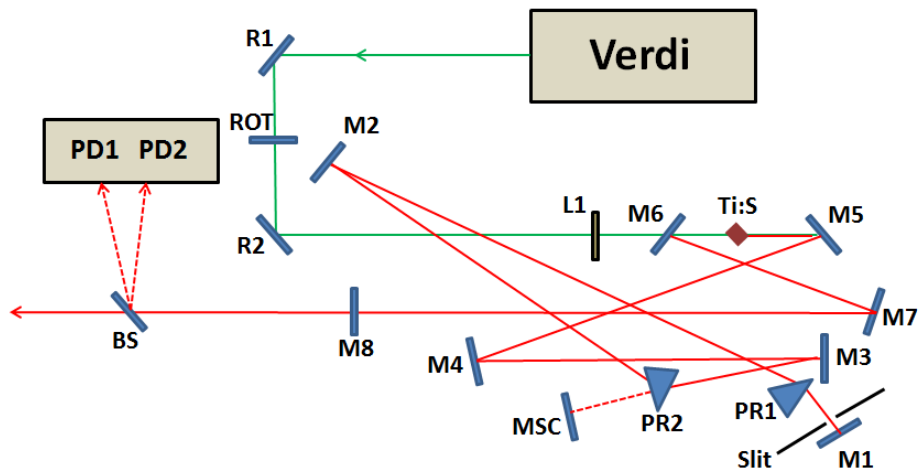 R1
Verdi
ROT
M2
PD1 PD2
L1
M6
Ti:S
M5
R2
BS
M8
M7
M4
M3
MSC
PR2
PR1
Slit
M1